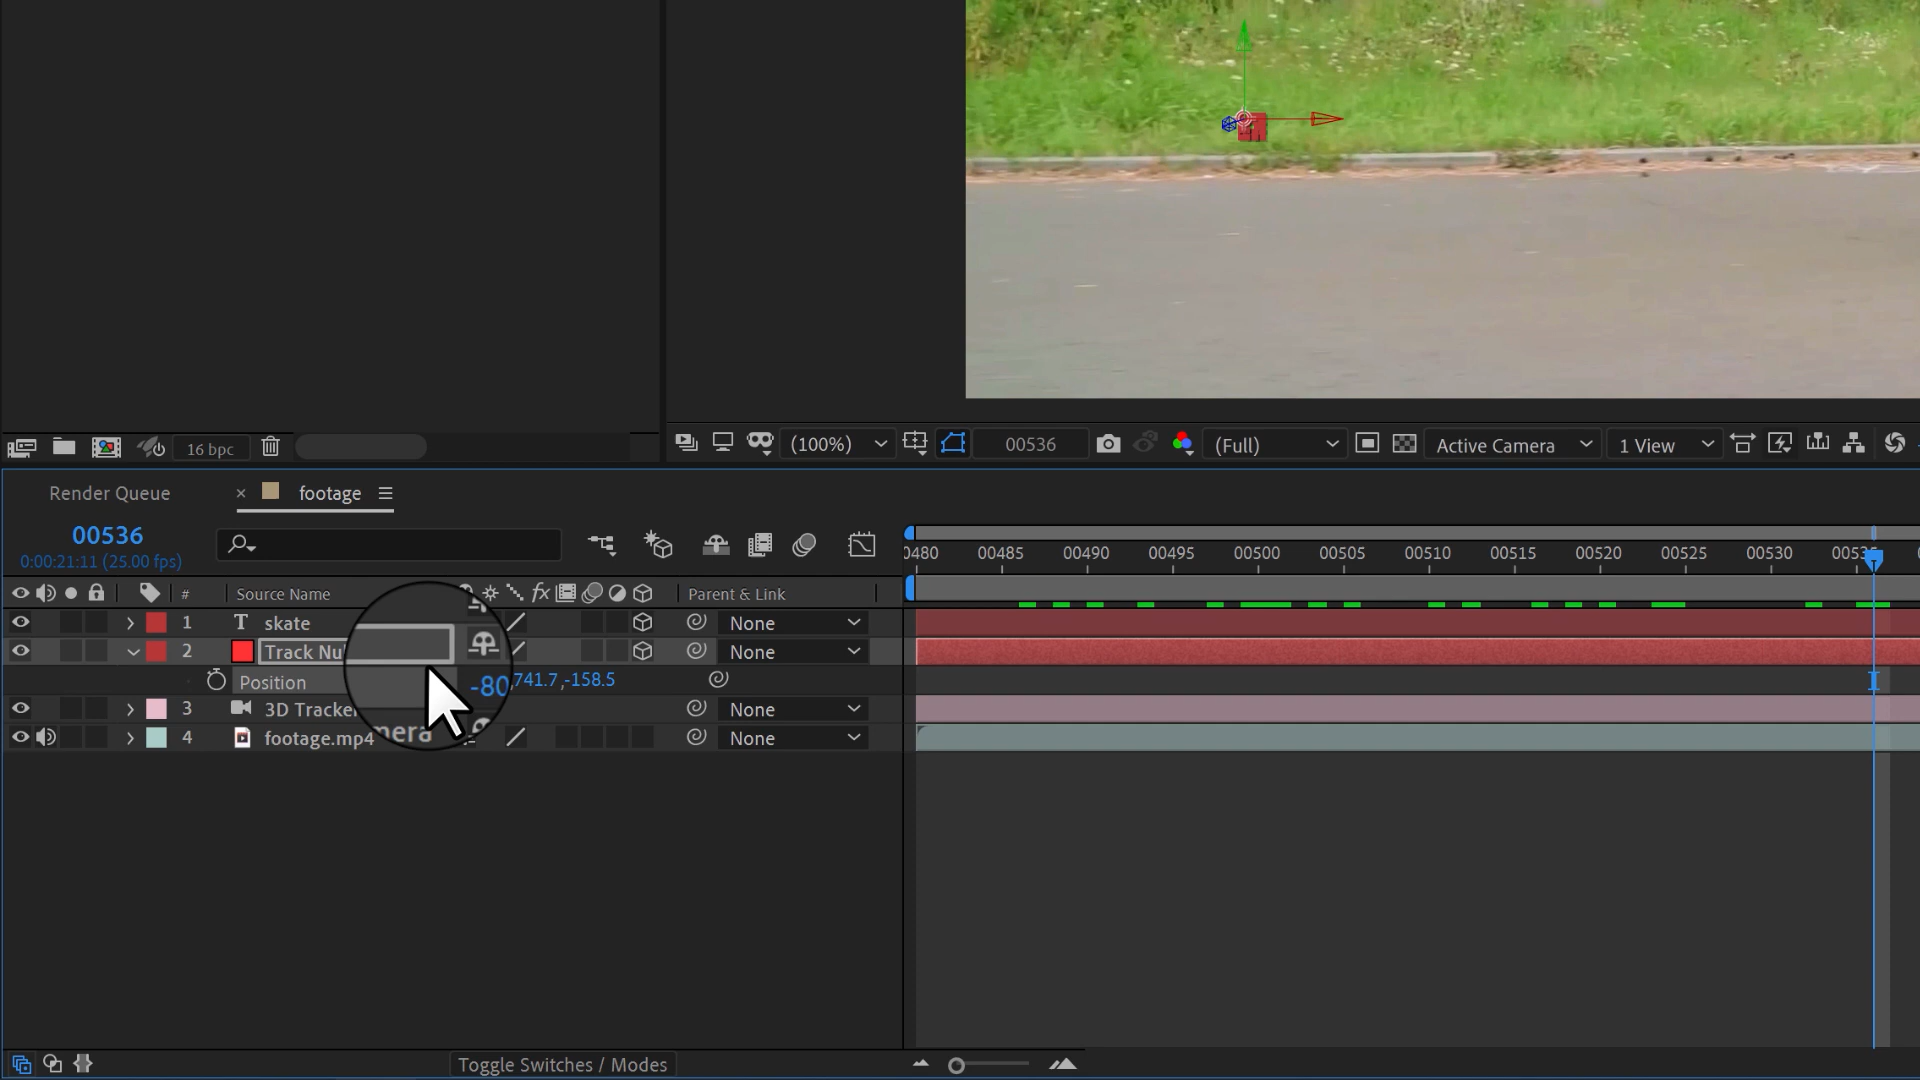 16 bpc
(100%)
00536
(Full)
Active Camera
1 View
Render Queue
× footage
00536
0:00:21:11 (25.00 fps)
00485 00490 00495 00500 00505 00510 00515 00520 00525 00530
# Source Name fx Parent & Link
1 T skate None
2 Track Nu None
Position -80 ,741.7 ,-158.5
3 3D Tracker None
4 footage.mp4 None
Toggle Switches / Modes